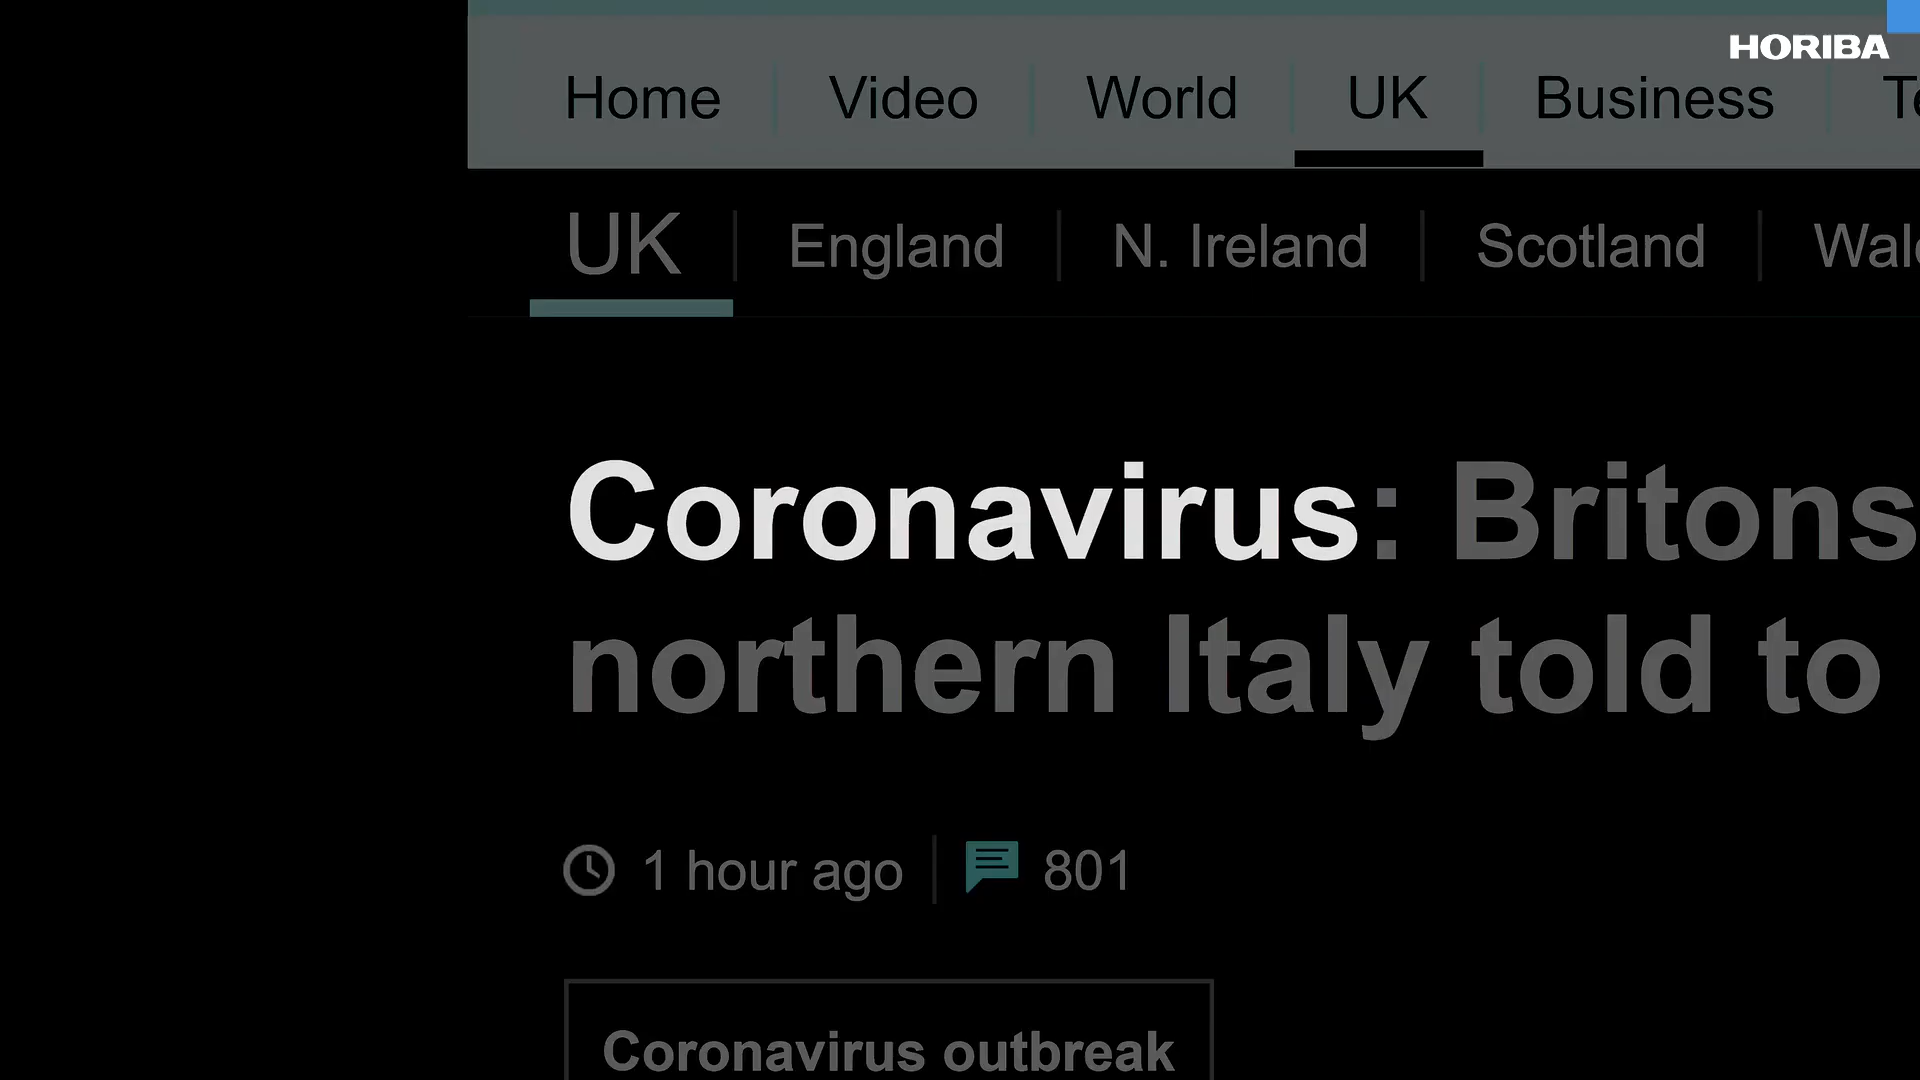 HORIBA
Home Video World UK Business
UK England N. Ireland Scotland
Coronavirus: Britons
northern Italy told to
1 hour ago 801
Coronavirus outbreak